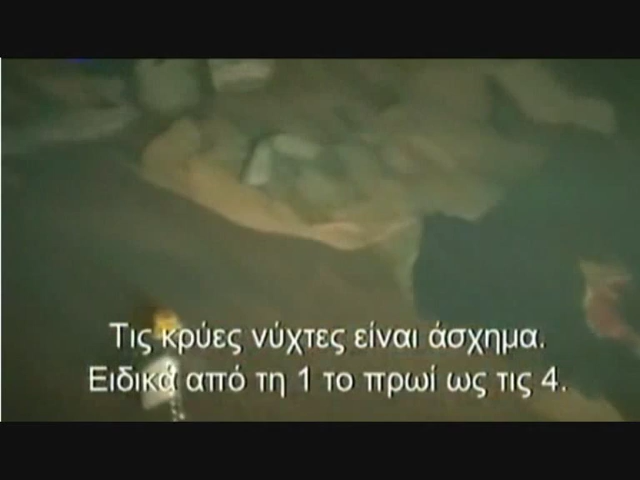 Τις κρύες νύχτες είναι άσχημα.
Ειδικά από τη 1 το πρωί ως τις 4.